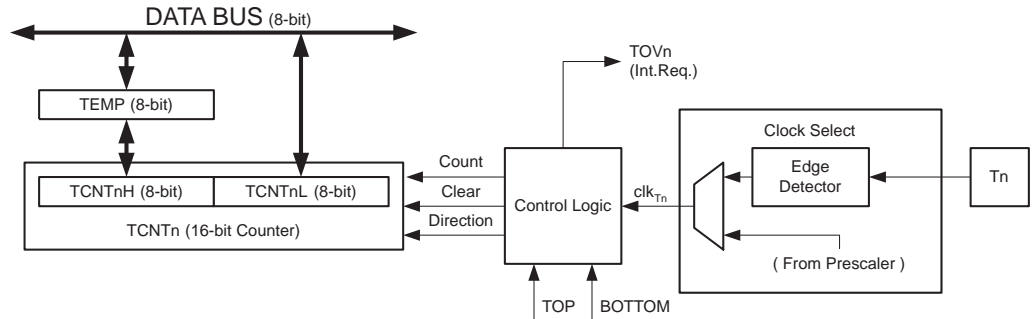 DATA BUS (8-bit)
TOVn
(Int.Req.)
TEMP (8-bit)
Clock Select
Count
Edge
Detector
Tn
TCNTnH (8-bit)
TCNTnL (8-bit)
Clear
Control Logic
clkTn
Direction
TCNTn (16-bit Counter)
( From Prescaler )
TOP
BOTTOM